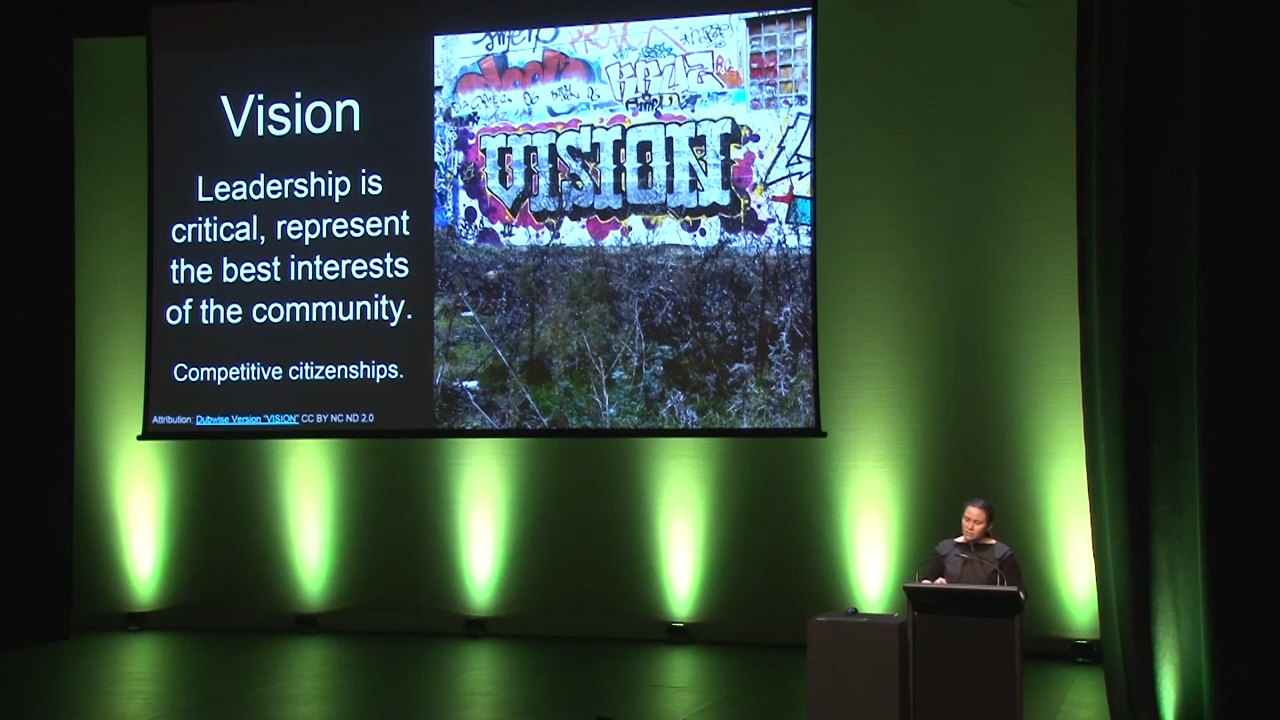 Vision
Leadership is
critical, represent
the best interests
of the community.
Competitive citizenships.
Attribution: Dubwise Version "VISION" CC BY NC ND 2.0
VISION